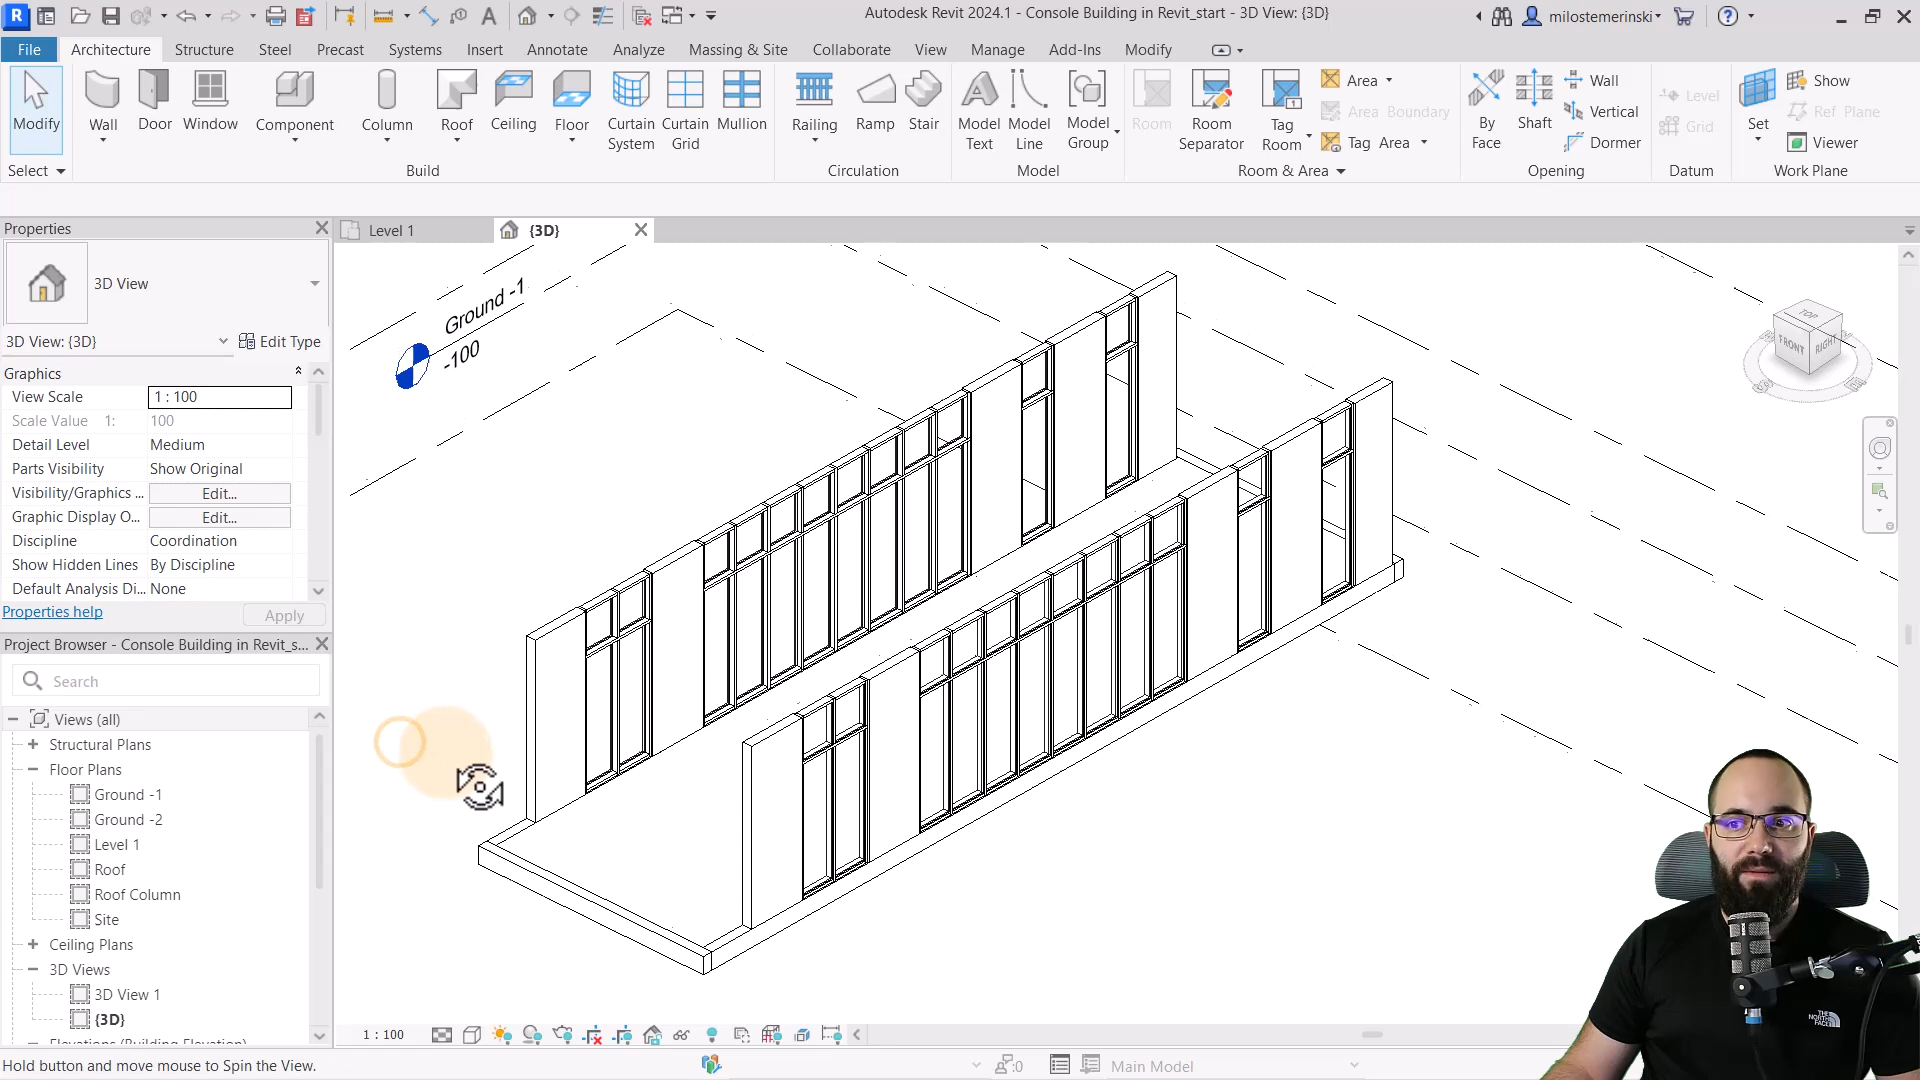 R
Autodesk Revit 2024.1 - Console Building in Revit_start - 3D View: {3D}
milostemerinski
File
Architecture
Structure
Steel
Precast
Systems
Insert
Annotate
Analyze
Massing & Site
Collaborate
View
Manage
Add-Ins
Modify
Modify
Wall
Door
Window
Component
Column
Roof
Ceiling
Floor
Curtain System
Curtain Grid
Mullion
Railing
Ramp
Stair
Model Text
Model Line
Model Group
Room
Room Separator
Tag Room
Area
Area Boundary
Tag Area
By Face
Shaft
Wall
Vertical
Dormer
Level
Grid
Set
Show
Ref Plane
Viewer
Select
Build
Circulation
Model
Room & Area
Opening
Datum
Work Plane
Properties
Level 1
{3D}
3D View
3D View: {3D}
Edit Type
Graphics
View Scale 1 : 100
Scale Value 1: 100
Detail Level Medium
Parts Visibility Show Original
Visibility/Graphics ... Edit...
Graphic Display O... Edit...
Discipline Coordination
Show Hidden Lines By Discipline
Default Analysis Di... None
Properties help
Apply
Project Browser - Console Building in Revit_s...
Search
Views (all)
Structural Plans
Floor Plans
Ground -1
Ground -2
Level 1
Roof
Roof Column
Site
Ceiling Plans
3D Views
3D View 1
{3D}
Elevations (Building Elevation)
Ground -1
-100
TOP
FRONT
RIGHT
THE NORTH FACE
1 : 100
Hold button and move mouse to Spin the View.
:0
Main Model